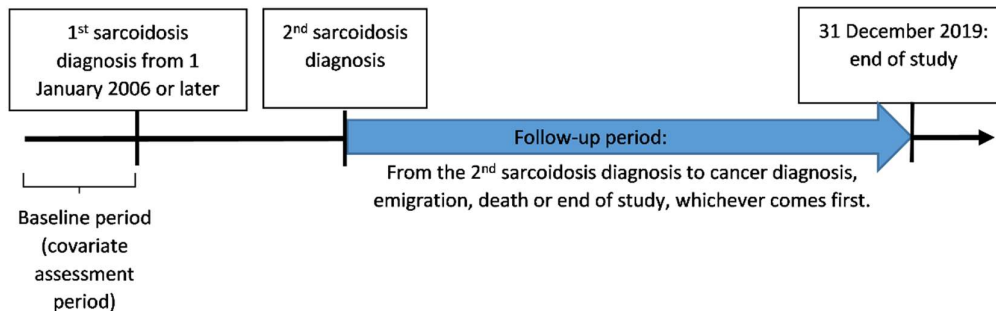 1st sarcoidosis
diagnosis from 1
January 2006 or later
2nd sarcoidosis
diagnosis
31 December 2019:
end of study
Follow-up period:
From the 2nd sarcoidosis diagnosis to cancer diagnosis,
emigration, death or end of study, whichever comes first.
Baseline period
(covariate
assessment
period)